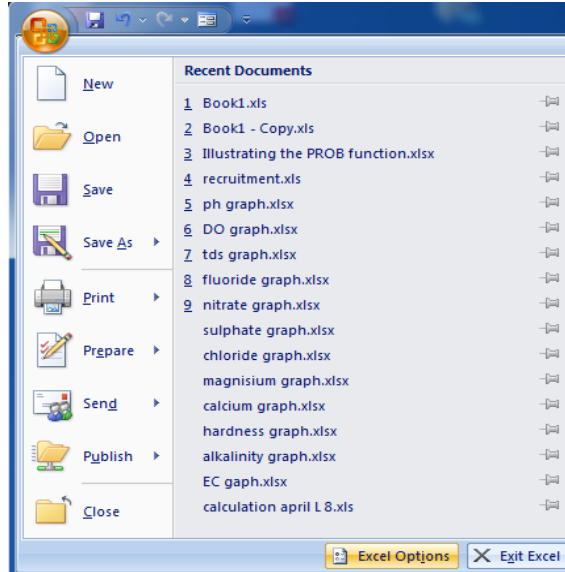 New
Open
Save
Save As
Print
Prepare
Send
Publish
Close
Recent Documents
1 Book1.xls
2 Book1 - Copy.xls
3 Illustrating the PROB function.xlsx
4 recruitment.xls
5 ph graph.xlsx
6 DO graph.xlsx
7 tds graph.xlsx
8 fluoride graph.xlsx
9 nitrate graph.xlsx
sulphate graph.xlsx
chloride graph.xlsx
magnisium graph.xlsx
calcium graph.xlsx
hardness graph.xlsx
alkalinity graph.xlsx
EC gaph.xlsx
calculation april L 8.xls
Excel Options
Exit Excel